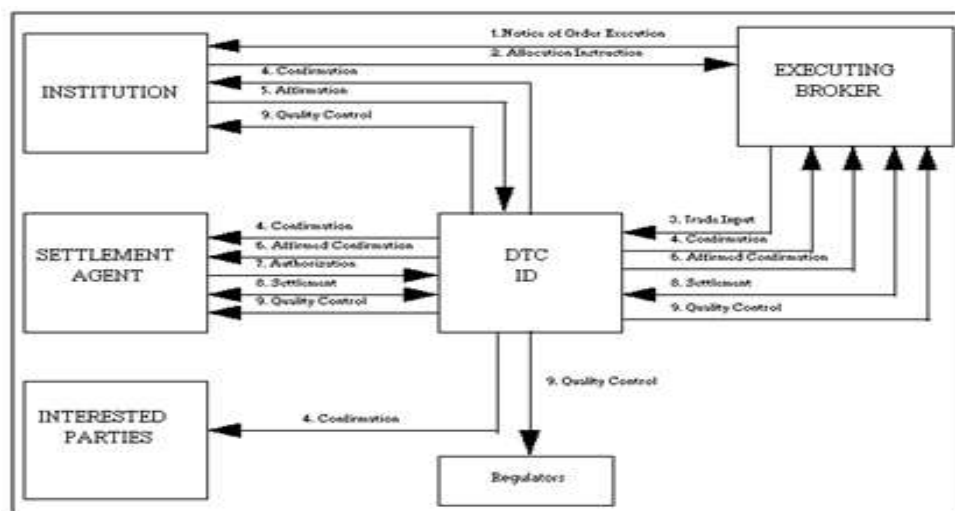 1. Notice of Order Execution
2. Allocation Instruction
INSTITUTION
4. Confirmation
5. Affirmation
9. Quality Control
EXECUTING
BROKER
SETTLEMENT
AGENT
4. Confirmation
6. Affirmed Confirmation
7. Authorization
8. Settlement
9. Quality Control
DTC
ID
3. Trade Input
4. Confirmation
6. Affirmed Confirmation
8. Settlement
9. Quality Control
INTERESTED
PARTIES
4. Confirmation
9. Quality Control
Regulators